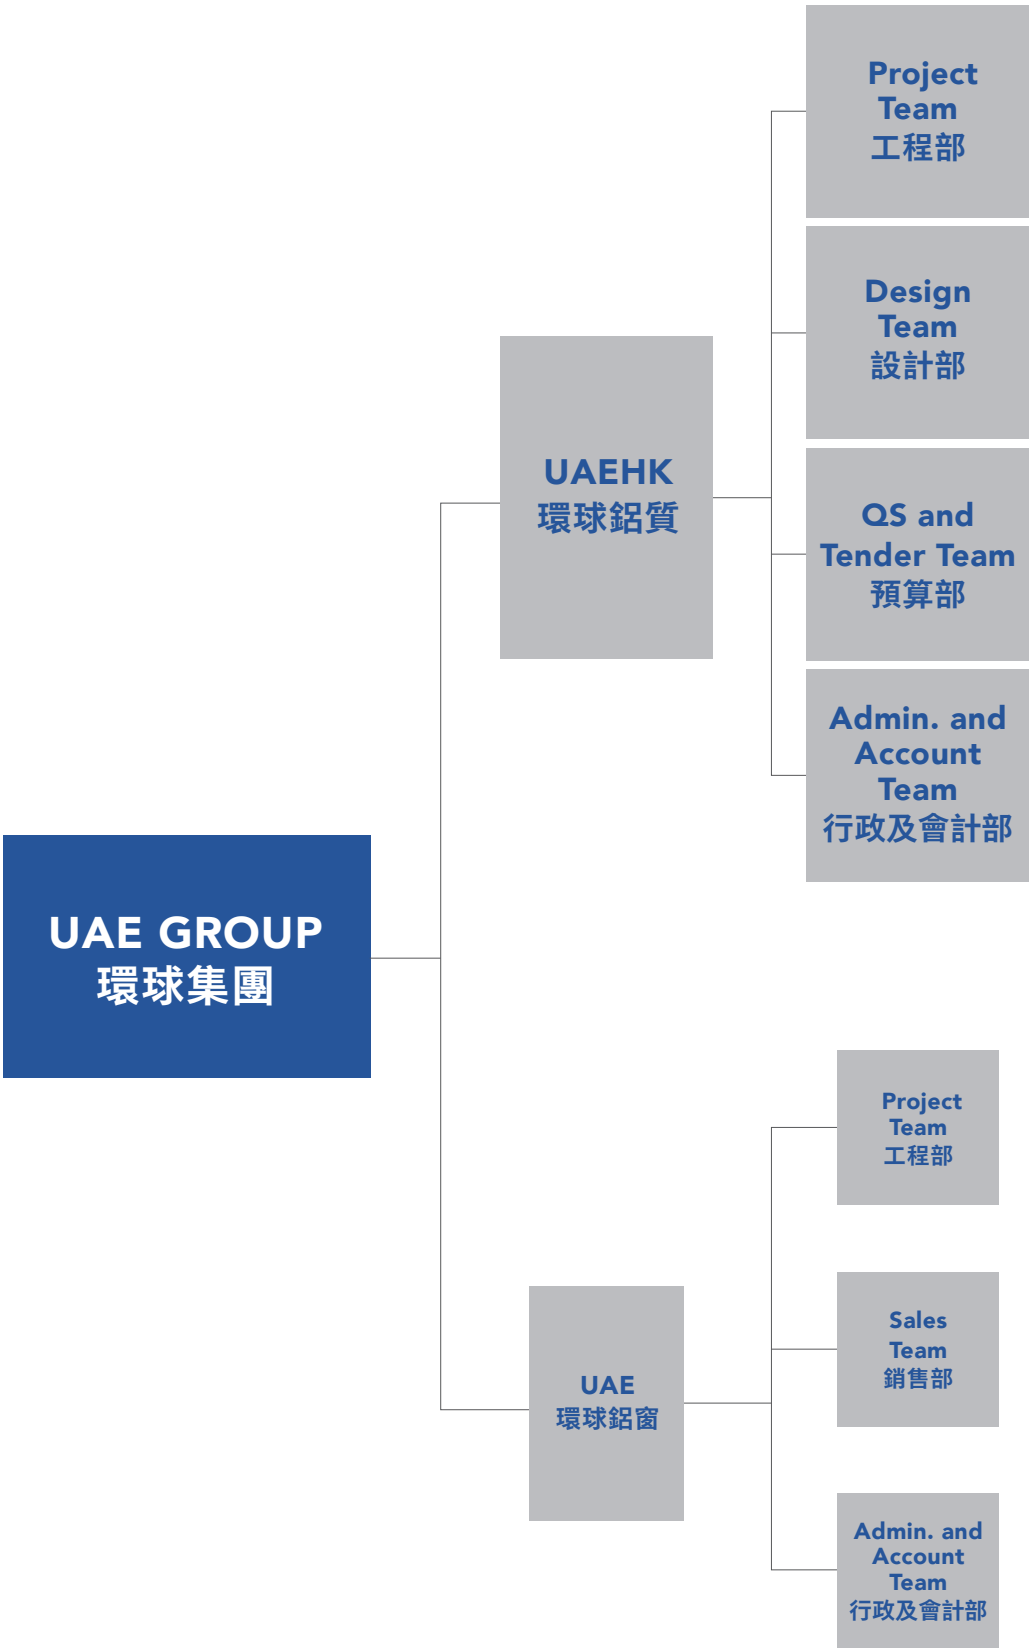 Project
Team
工程部
Design
Team
設計部
UAEHK
環球鋁質
QS and
Tender Team
預算部
Admin. and
Account
Team
行政及會計部
UAE GROUP
環球集團
Project
Team
工程部
Sales
Team
銷售部
UAE
環球鋁窗
Admin. and
Account
Team
行政及會計部